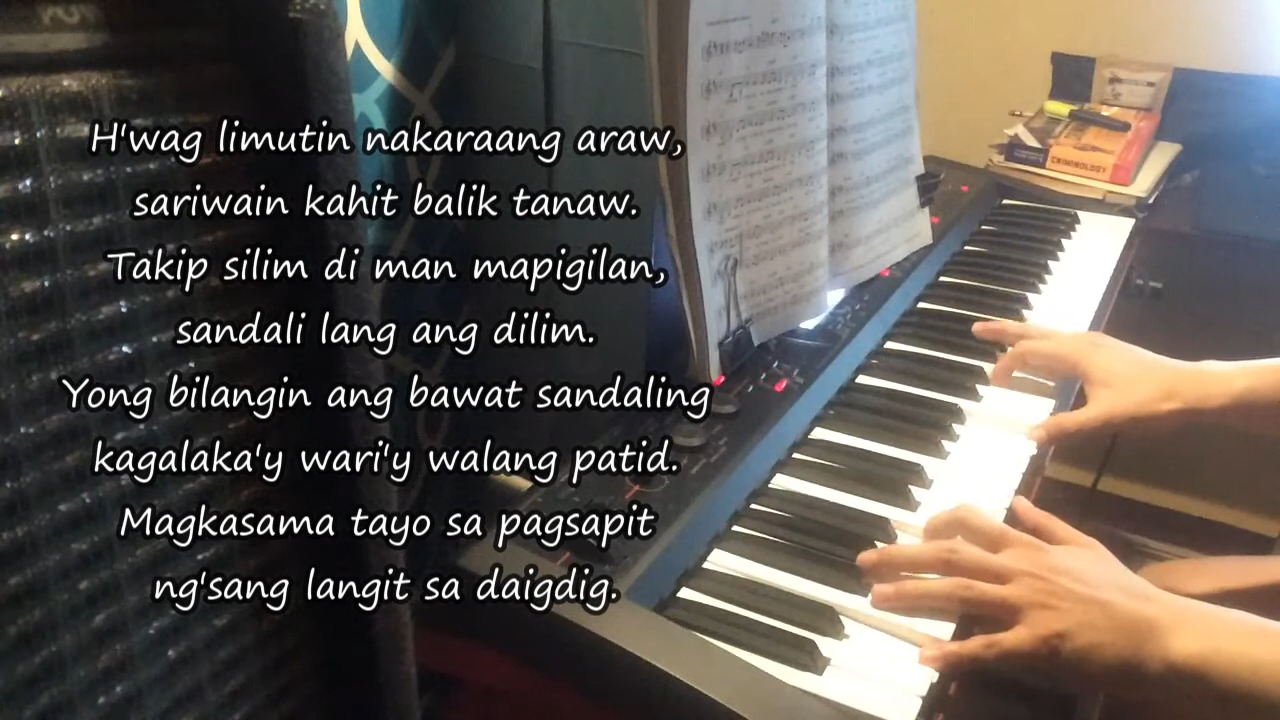 H'wag limutin nakaraang araw,
sariwain kahit balik tanaw.
Takip silim di man mapigilan,
sandali lang ang dilim.
Yong bilangin ang bawat sandaling
kagalaka'y wari'y walang patid.
Magkasama tayo sa pagsapit
ng'sang langit sa daigdig.
CRIMINOLOGY